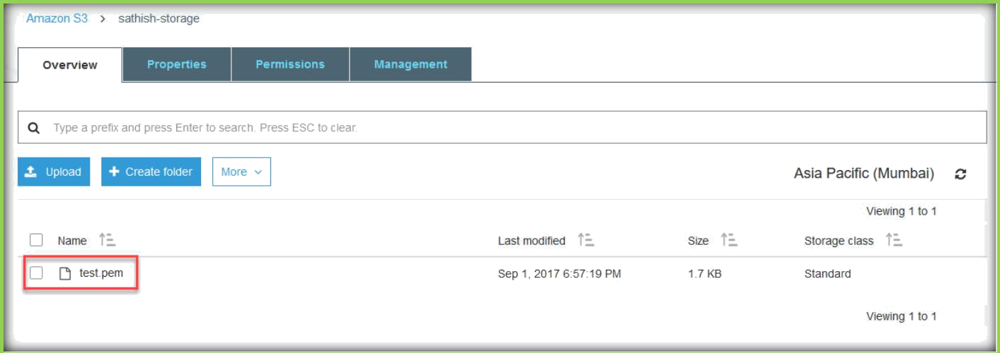 Amazon S3 > sathish-storage
Overview Properties Permissions Management
Type a prefix and press Enter to search. Press ESC to clear.
Upload + Create folder More Asia Pacific (Mumbai)
Viewing 1 to 1
Name Last modified Size Storage class
test.pem Sep 1, 2017 6:57:19 PM 1.7 KB Standard
Viewing 1 to 1